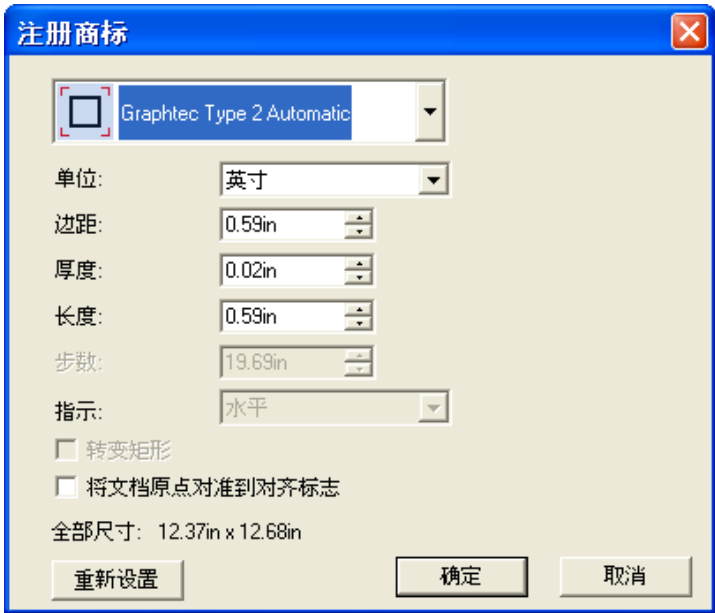 注册商标
Graphtec Type 2 Automatic
单位: 英寸
边距: 0.59in
厚度: 0.02in
长度: 0.59in
步数: 19.69in
指示: 水平
转变矩形
将文档原点对准到对齐标志
全部尺寸: 12.37in x 12.68in
重新设置 确定 取消